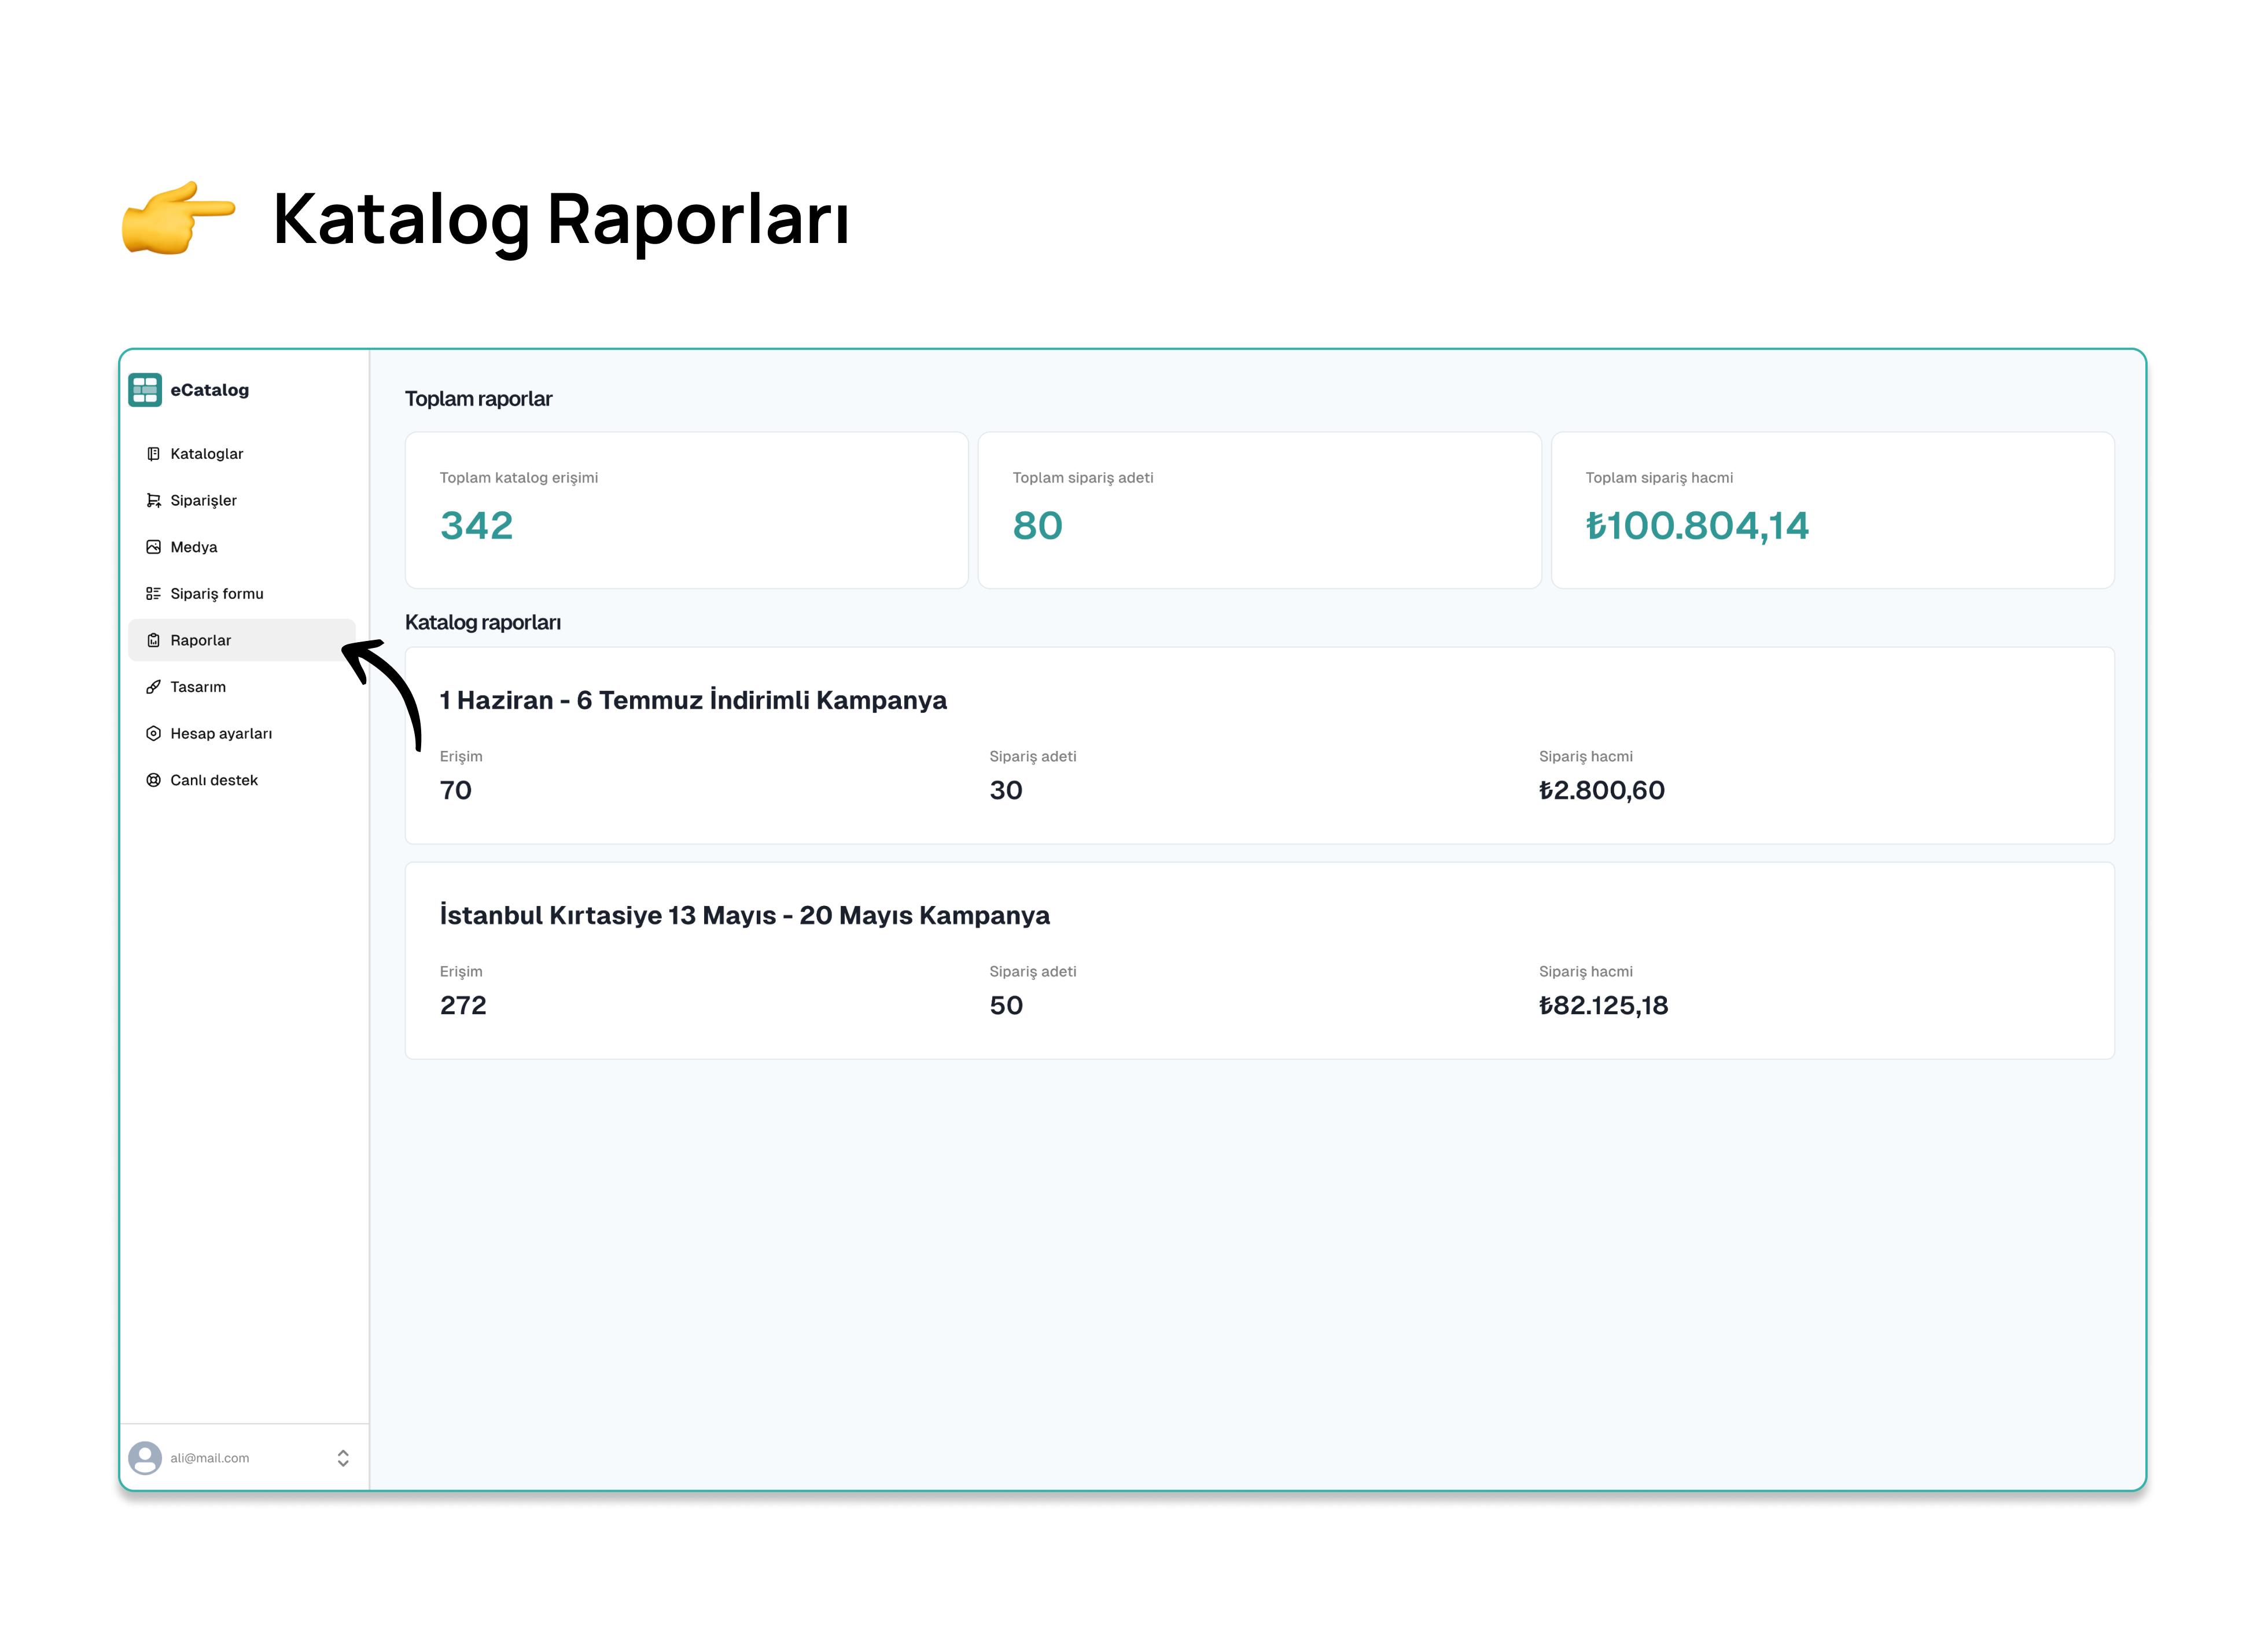 Katalog Raporları
eCatalog
Kataloglar
Siparişler
Medya
Sipariş formu
Raporlar
Tasarım
Hesap ayarları
Canlı destek
ali@mail.com
Toplam raporlar
Toplam katalog erişimi
342
Toplam sipariş adeti
80
Toplam sipariş hacmi
₺100.804,14
Katalog raporları
1 Haziran - 6 Temmuz İndirimli Kampanya
Erişim
70
Sipariş adeti
30
Sipariş hacmi
₺2.800,60
İstanbul Kırtasiye 13 Mayıs - 20 Mayıs Kampanya
Erişim
272
Sipariş adeti
50
Sipariş hacmi
₺82.125,18